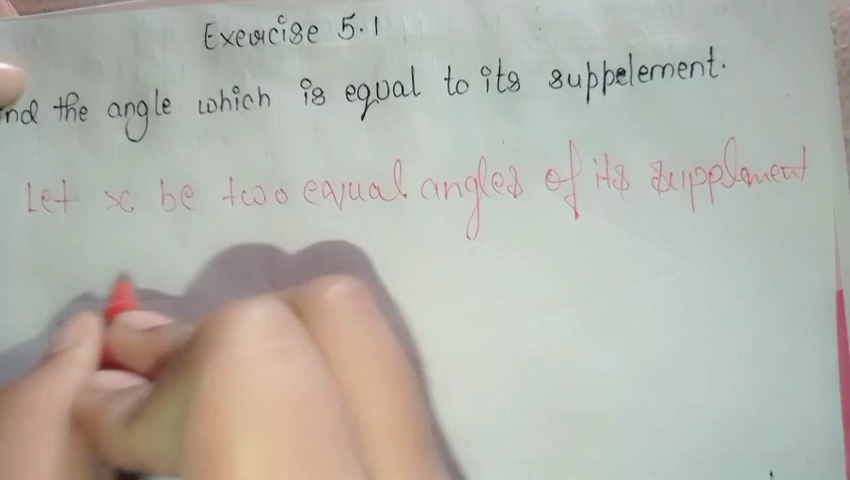 Exercise 5.1
nd the angle which is equal to its suppelement.
Let x be two equal angles of its supplement